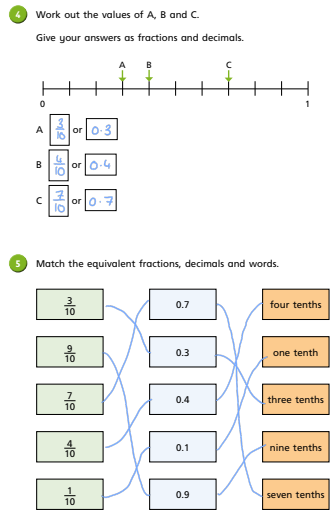 4 Work out the values of A, B and C.
Give your answers as fractions and decimals.
A B C
0 1
A 3/10 or 0.3
B 4/10 or 0.4
C 7/10 or 0.7
5 Match the equivalent fractions, decimals and words.
3/10 0.7 four tenths
9/10 0.3 one tenth
7/10 0.4 three tenths
4/10 0.1 nine tenths
1/10 0.9 seven tenths